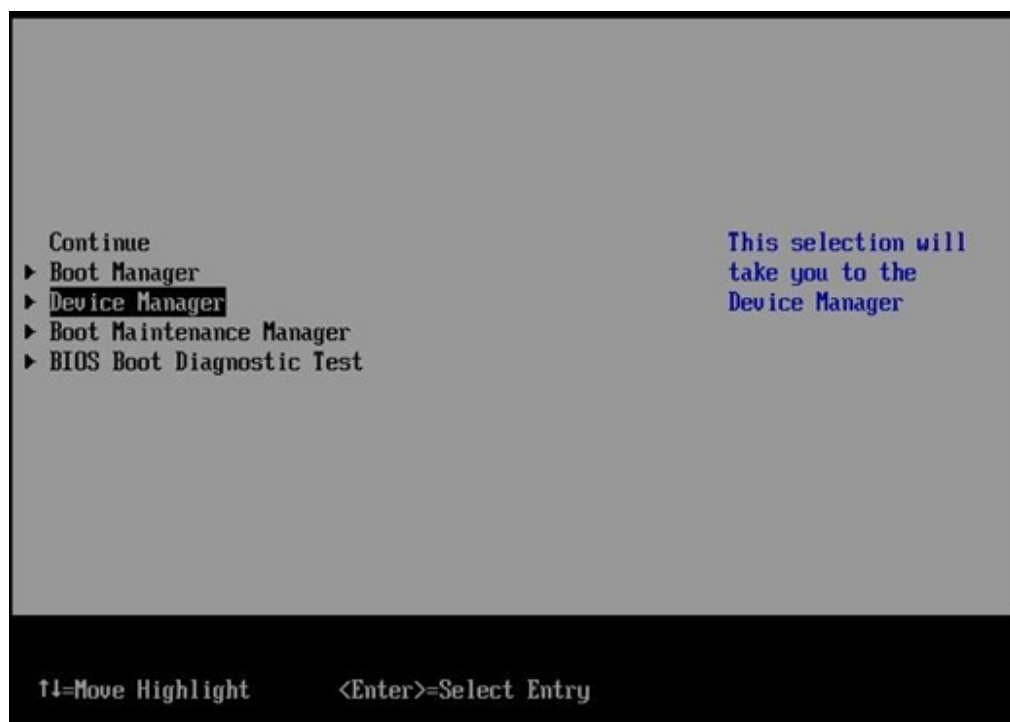 Continue
Boot Manager
Device Manager
Boot Maintenance Manager
BIOS Boot Diagnostic Test
This selection will
take you to the
Device Manager
↑↓=Move Highlight
<Enter>=Select Entry